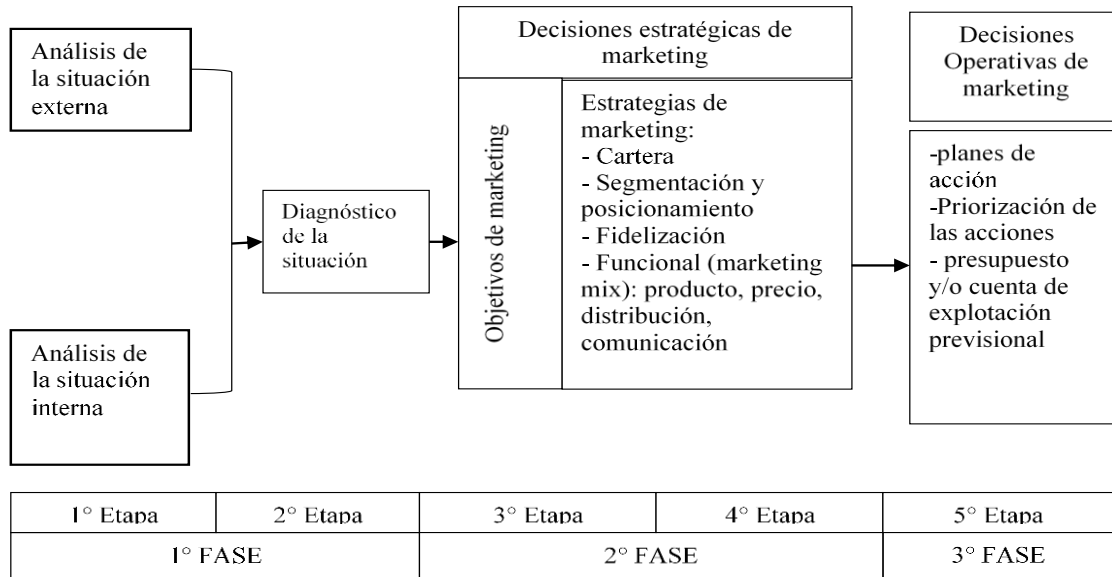 Análisis de
la situación
externa
Análisis de
la situación
interna
Diagnóstico
de la
situación
Decisiones estratégicas de
marketing
Objetivos de marketing
Estrategias de
marketing:
- Cartera
- Segmentación y
posicionamiento
- Fidelización
- Funcional (marketing
mix): producto, precio,
distribución,
comunicación
Decisiones
Operativas de
marketing
-planes de
acción
-Priorización de
las acciones
- presupuesto
y/o cuenta de
explotación
previsional
1° Etapa 2° Etapa 3° Etapa 4° Etapa 5° Etapa
1° FASE 2° FASE 3° FASE